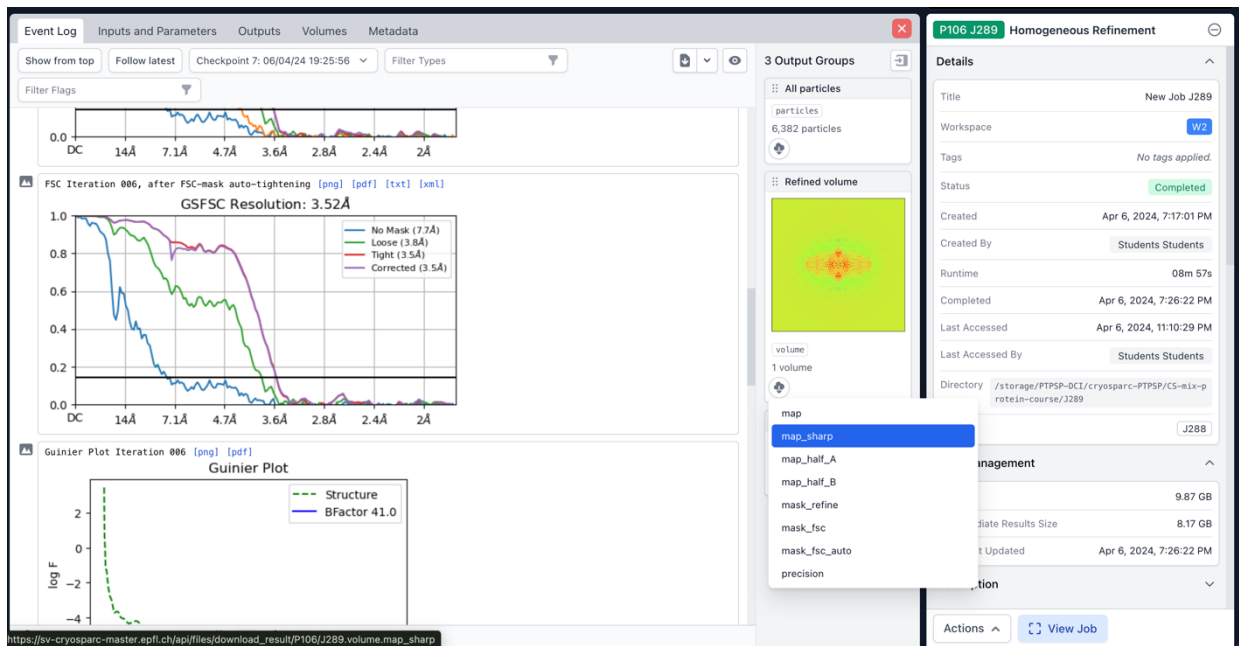 Event Log Inputs and Parameters Outputs Volumes Metadata
Show from top Follow latest Checkpoint 7: 06/04/24 19:25:56 Filter Types
Filter Flags
0.0
DC 14Å 7.1Å 4.7Å 3.6Å 2.8Å 2.4Å 2Å
FSC Iteration 006, after FSC-mask auto-tightening [png] [pdf] [txt] [xml]
GSFSC Resolution: 3.52Å
1.0
0.8
0.6
0.4
0.2
0.0
No Mask (7.7Å)
Loose (3.8Å)
Tight (3.5Å)
Corrected (3.5Å)
DC 14Å 7.1Å 4.7Å 3.6Å 2.8Å 2.4Å 2Å
Guinier Plot Iteration 006 [png] [pdf]
Guinier Plot
Structure
BFactor 41.0
log F
2
0
−2
−4
https://sv-cryosparc-master.epfl.ch/api/files/download_result/P106/J289.volume.map_sharp
3 Output Groups
All particles
particles
6,382 particles
Refined volume
volume
1 volume
map
map_sharp
map_half_A
map_half_B
mask_refine
mask_fsc
mask_fsc_auto
precision
P106 J289 Homogeneous Refinement
Details
Title New Job J289
Workspace W2
Tags No tags applied.
Status Completed
Created Apr 6, 2024, 7:17:01 PM
Created By Students Students
Runtime 08m 57s
Completed Apr 6, 2024, 7:26:22 PM
Last Accessed Apr 6, 2024, 11:10:29 PM
Last Accessed By Students Students
Directory /storage/PTPSP-DCI/cryosparc-PTPSP/CS-mix-p
rotein-course/J289
J288
nagement
9.87 GB
diate Results Size 8.17 GB
t Updated Apr 6, 2024, 7:26:22 PM
tion
Actions View Job